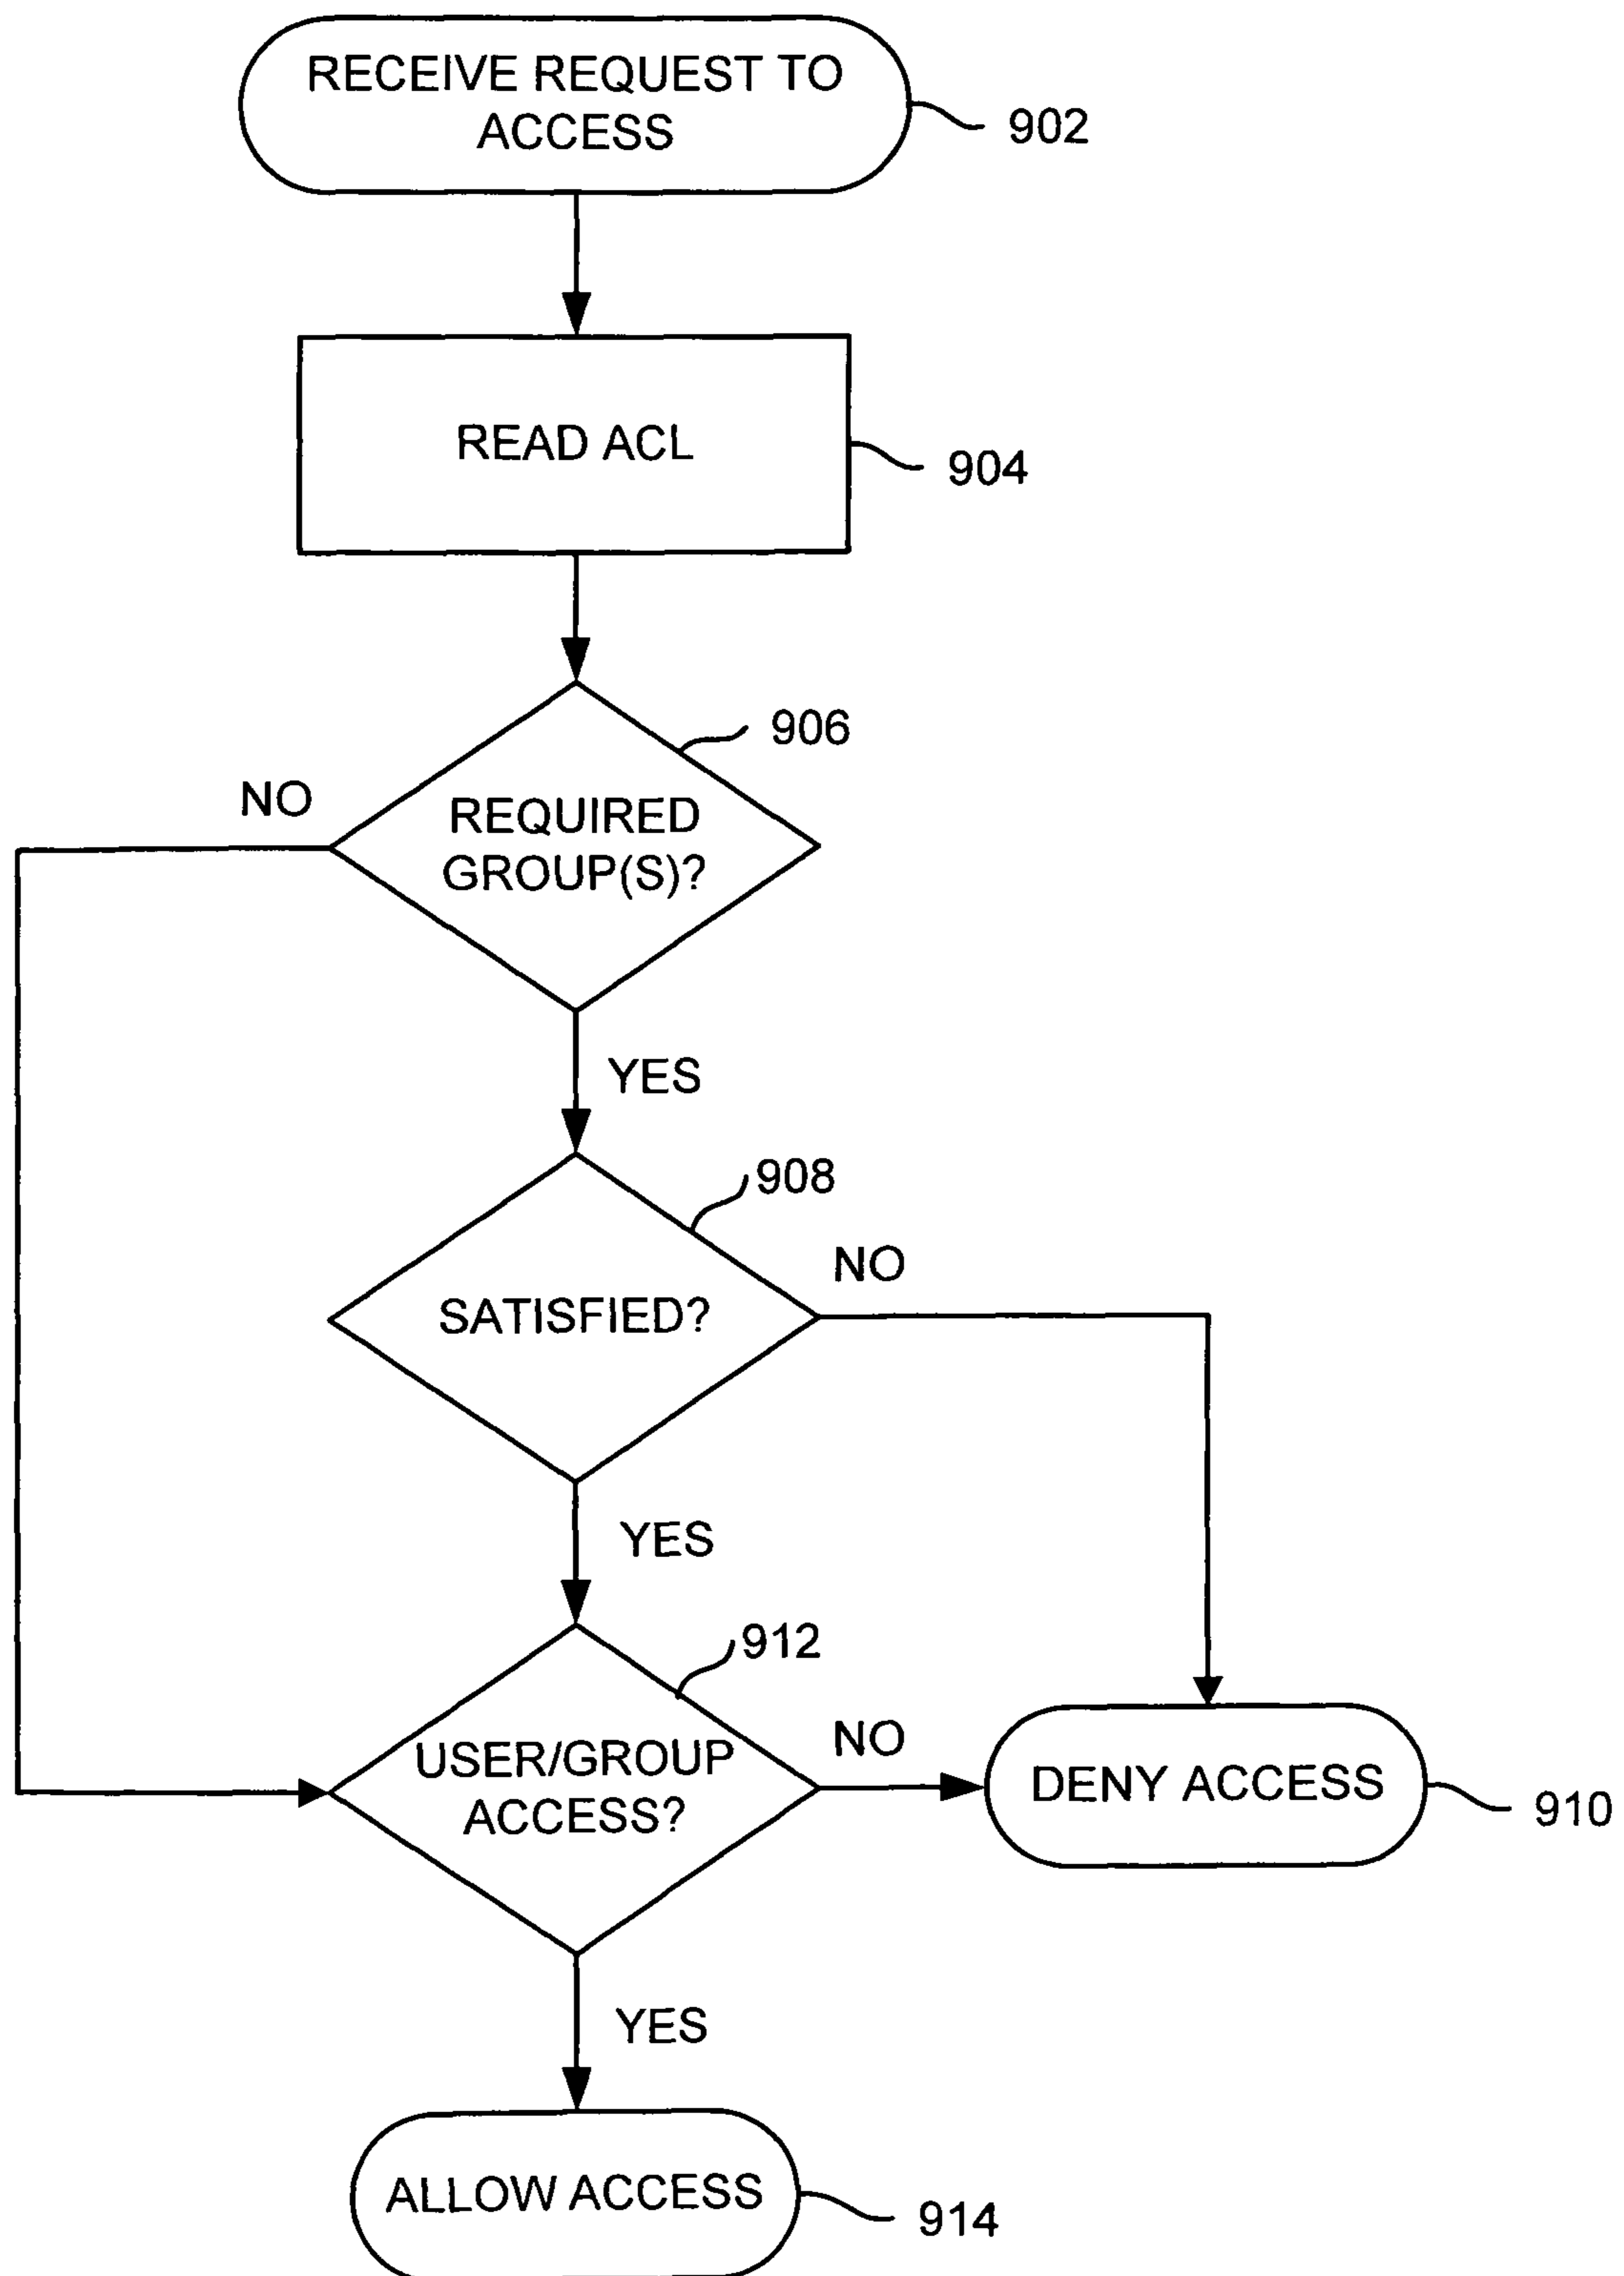 RECEIVE REQUEST TO
ACCESS
902
READ ACL
904
906
NO
REQUIRED
GROUP(S)?
YES
908
NO
SATISFIED?
YES
912
NO
USER/GROUP
ACCESS?
DENY ACCESS
910
YES
ALLOW ACCESS
914